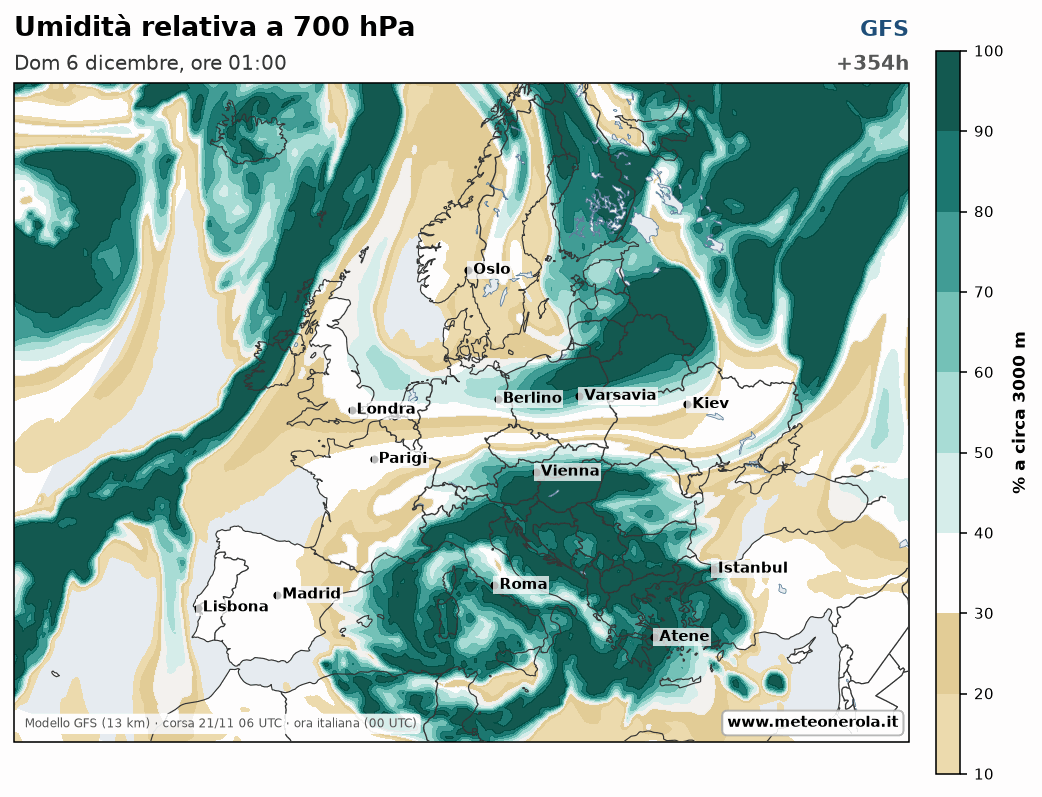 Umidità relativa a 700 hPa
GFS
Dom 6 dicembre, ore 01:00
+354h
100
90
80
70
60
50
40
30
20
10
% a circa 3000 m
Oslo
Londra
Berlino
Varsavia
Kiev
Parigi
Vienna
Istanbul
Roma
Madrid
Lisbona
Atene
Modello GFS (13 km) · corsa 21/11 06 UTC · ora italiana (00 UTC)
www.meteonerola.it